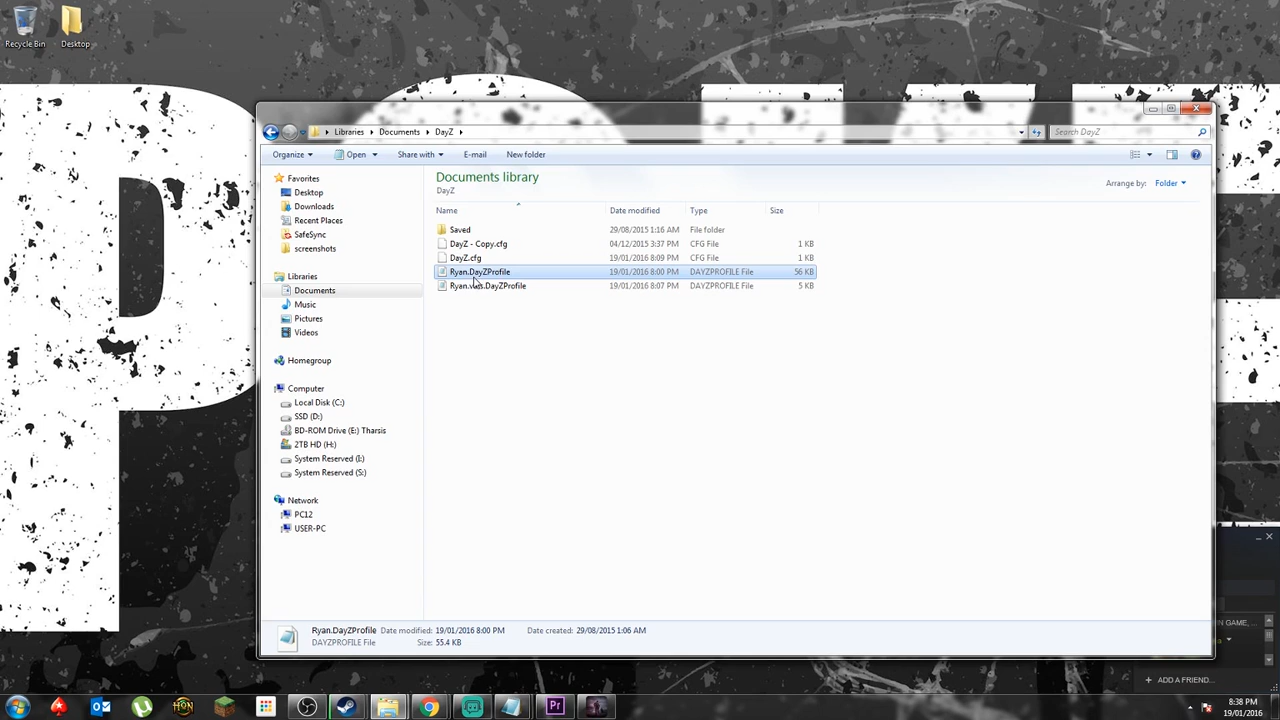 Recycle Bin
Desktop
Libraries
Documents
DayZ
Search DayZ
Organize
Open
Share with
E-mail
New folder
Favorites
Desktop
Downloads
Recent Places
SafeSync
screenshots
Libraries
Documents
Music
Pictures
Videos
Homegroup
Computer
Local Disk (C:)
SSD (D:)
BD-ROM Drive (E:) Tharsis
2TB HD (H:)
System Reserved (I:)
System Reserved (S:)
Network
PC12
USER-PC
Documents library
DayZ
Arrange by: Folder
Name Date modified Type Size
Saved 29/08/2015 1:16 AM File folder
DayZ - Copy.cfg 04/12/2015 3:37 PM CFG File 1 KB
DayZ.cfg 19/01/2016 8:09 PM CFG File 1 KB
Ryan.DayZProfile 19/01/2016 8:00 PM DAYZPROFILE File 56 KB
19/01/2016 8:07 PM DAYZPROFILE File 5 KB
Ryan.DayZProfile Date modified: 19/01/2016 8:00 PM Date created: 29/08/2015 1:06 AM
DAYZPROFILE File Size: 55.4 KB
IN GAME, ...
+ ADD A FRIEND...
HON
Pr
8:38 PM
19/01/2016